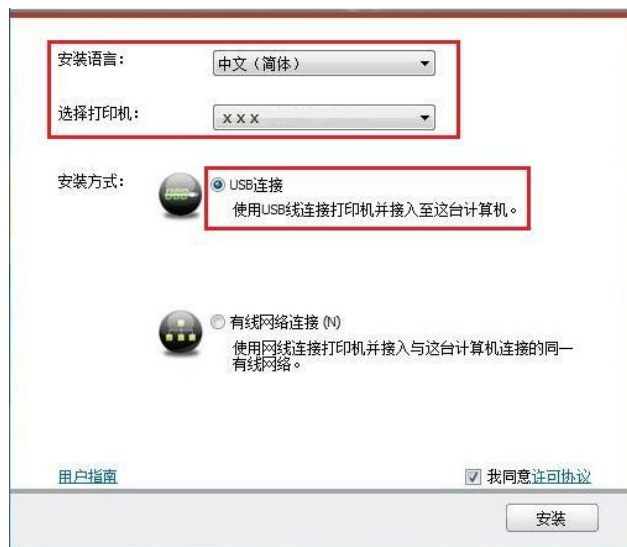 安装语言：
中文（简体）
选择打印机：
x x x
安装方式：
USB
USB连接
使用USB线连接打印机并接入至这台计算机。
有线网络连接 (N)
使用网线连接打印机并接入与这台计算机连接的同一
有线网络。
用户指南
我同意许可协议
安装